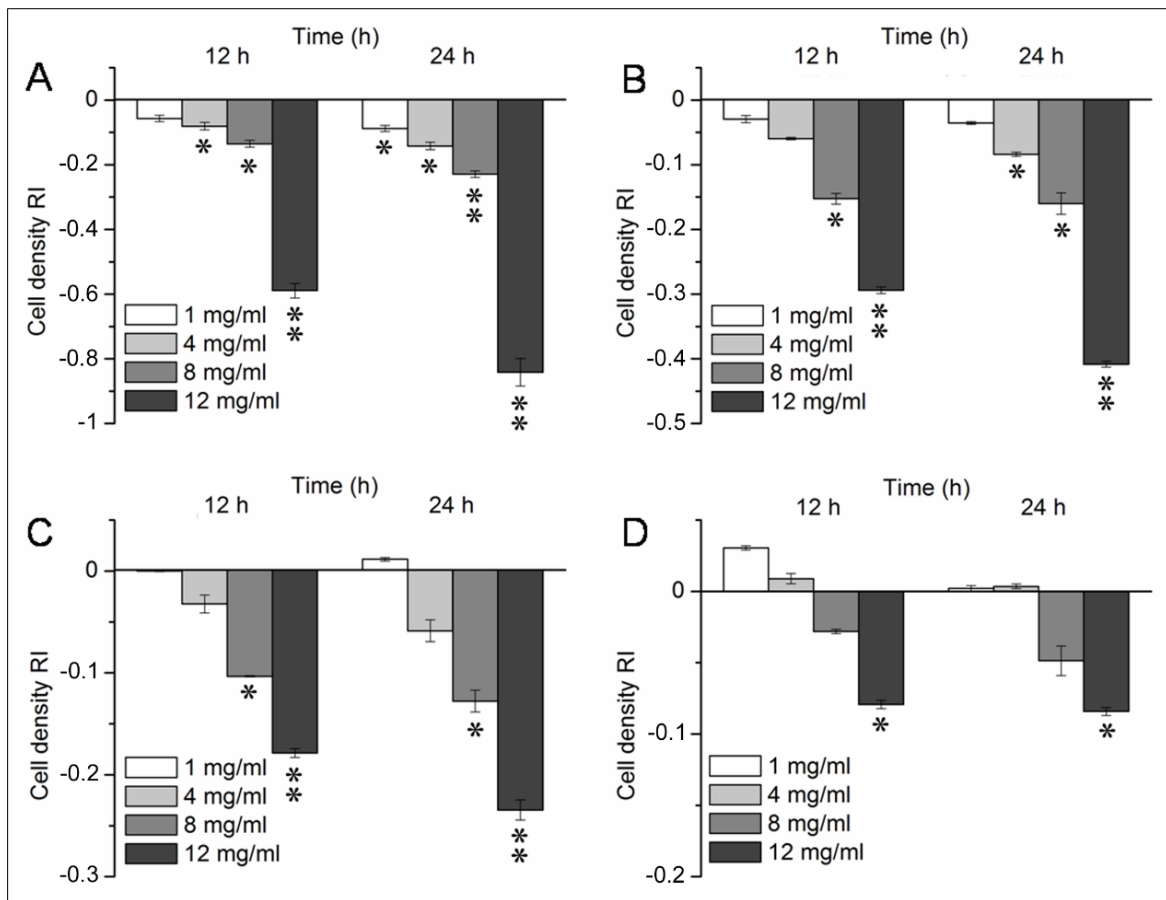 Time (h)
12 h 24 h
A
0
-0.2
-0.4
-0.6
-0.8
-1
Cell density RI
* * ** * * ** **
1 mg/ml
4 mg/ml
8 mg/ml
12 mg/ml
Time (h)
12 h 24 h
B
0
-0.1
-0.2
-0.3
-0.4
-0.5
Cell density RI
* ** * * **
1 mg/ml
4 mg/ml
8 mg/ml
12 mg/ml
Time (h)
12 h 24 h
C
0
-0.1
-0.2
-0.3
Cell density RI
* ** * **
1 mg/ml
4 mg/ml
8 mg/ml
12 mg/ml
Time (h)
12 h 24 h
D
0
-0.1
-0.2
Cell density RI
* *
1 mg/ml
4 mg/ml
8 mg/ml
12 mg/ml